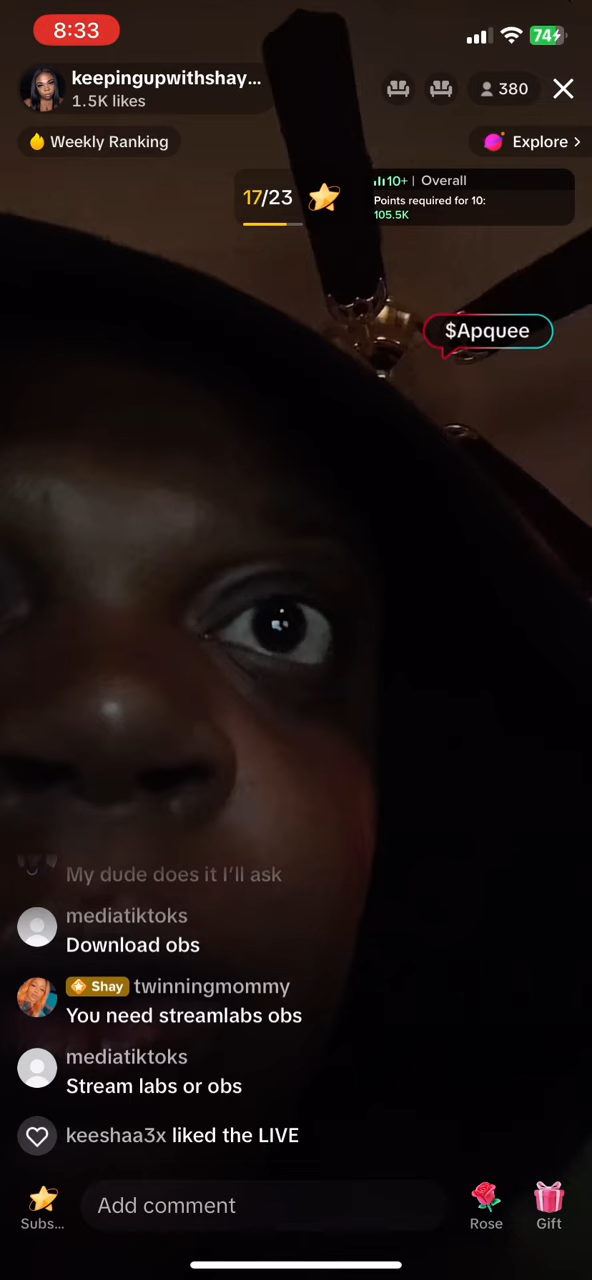 8:33
74
keepingupwithshay...
1.5K likes
380
Weekly Ranking
Explore >
17/23
10+ | Overall
Points required for 10:
105.5K
$Apquee
My dude does it I'll ask
mediatiktoks
Download obs
Shay twinningmommy
You need streamlabs obs
mediatiktoks
Stream labs or obs
keeshaa3x liked the LIVE
Add comment
Subs...
Rose
Gift